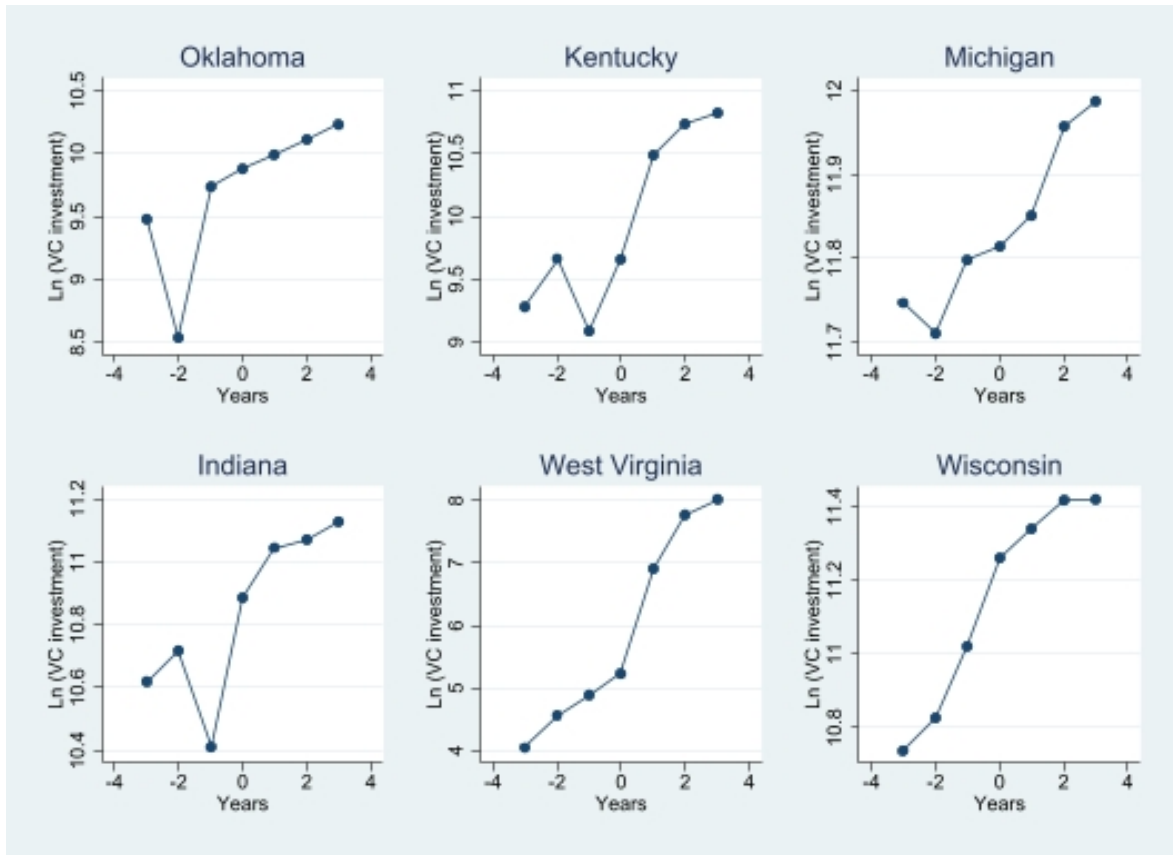 Oklahoma
Ln (VC investment)
10.5
10
9.5
9
8.5
-4 -2 0 2 4
Years
Kentucky
Ln (VC investment)
11
10.5
10
9.5
9
-4 -2 0 2 4
Years
Michigan
Ln (VC investment)
12
11.9
11.8
11.7
-4 -2 0 2 4
Years
Indiana
Ln (VC investment)
11.2
11
10.8
10.6
10.4
-4 -2 0 2 4
Years
West Virginia
Ln (VC investment)
8
7
6
5
4
-4 -2 0 2 4
Years
Wisconsin
Ln (VC investment)
11.4
11.2
11
10.8
-4 -2 0 2 4
Years